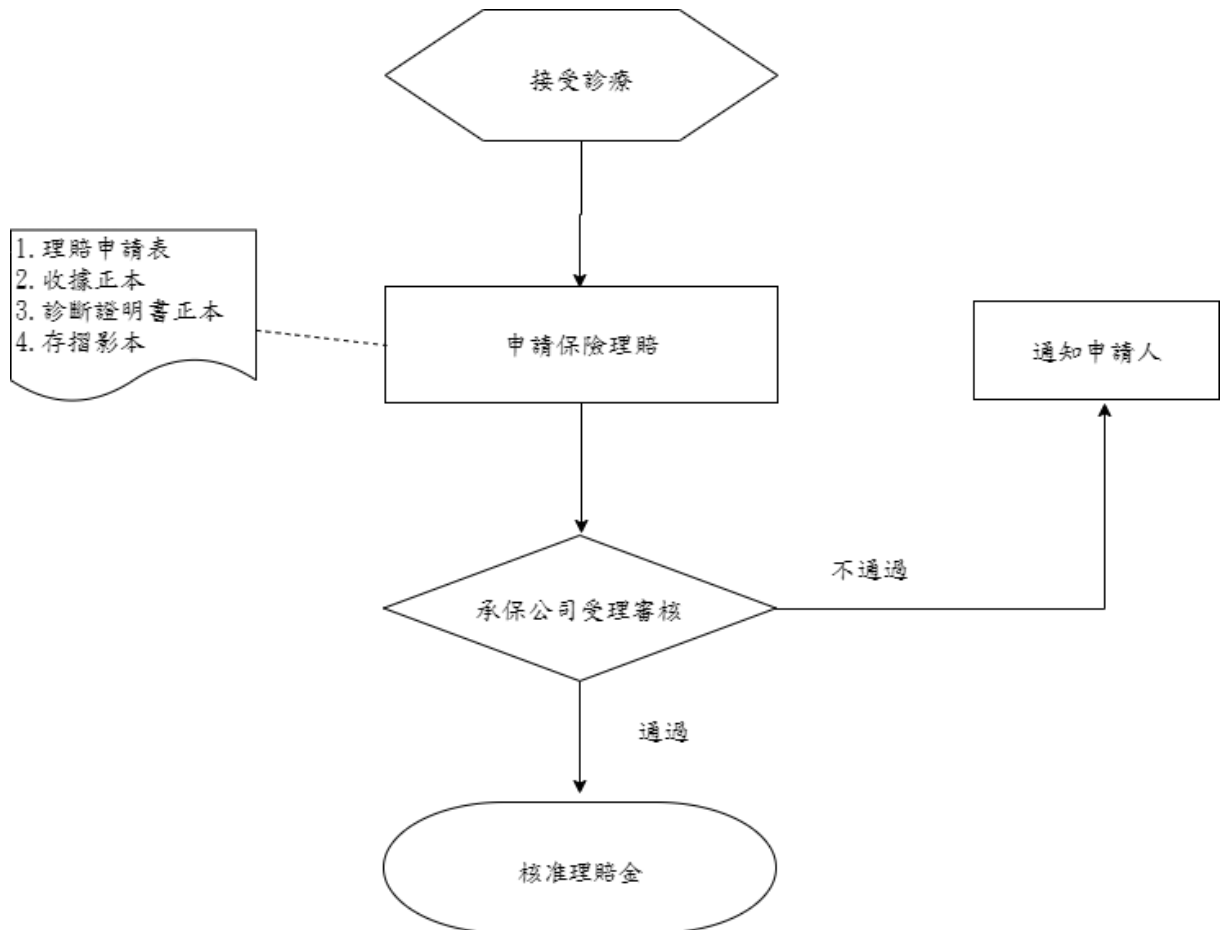 接受診療
1.理賠申請表
2.收據正本
3.診斷證明書正本
4.存摺影本
申請保險理賠
通知申請人
不通過
承保公司受理審核
通過
核准理賠金